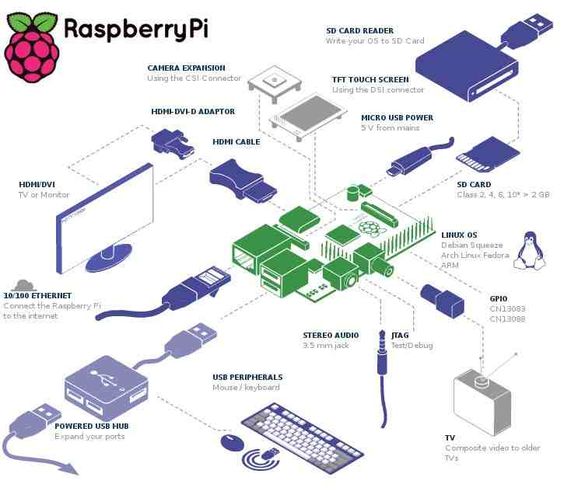 RaspberryPi
SD CARD READER
Write your OS to SD Card
CAMERA EXPANSION
Using the CSI Connector
TFT TOUCH SCREEN
Using the DSI connector
HDMI-DVI-D ADAPTOR
MICRO USB POWER
5 V from mains
HDMI CABLE
HDMI/DVI
TV or Monitor
SD CARD
Class 2, 4, 6, 10* > 2 GB
LINUX OS
Debian Squeeze
Arch Linux Fedora
ARM
10/100 ETHERNET
Connect the Raspberry Pi
to the internet
GPIO
CN13083
CN13088
STEREO AUDIO
3.5 mm jack
JTAG
Test/Debug
USB PERIPHERALS
Mouse / keyboard
POWERED USB HUB
Expand your ports
TV
Composite video to older
TVs